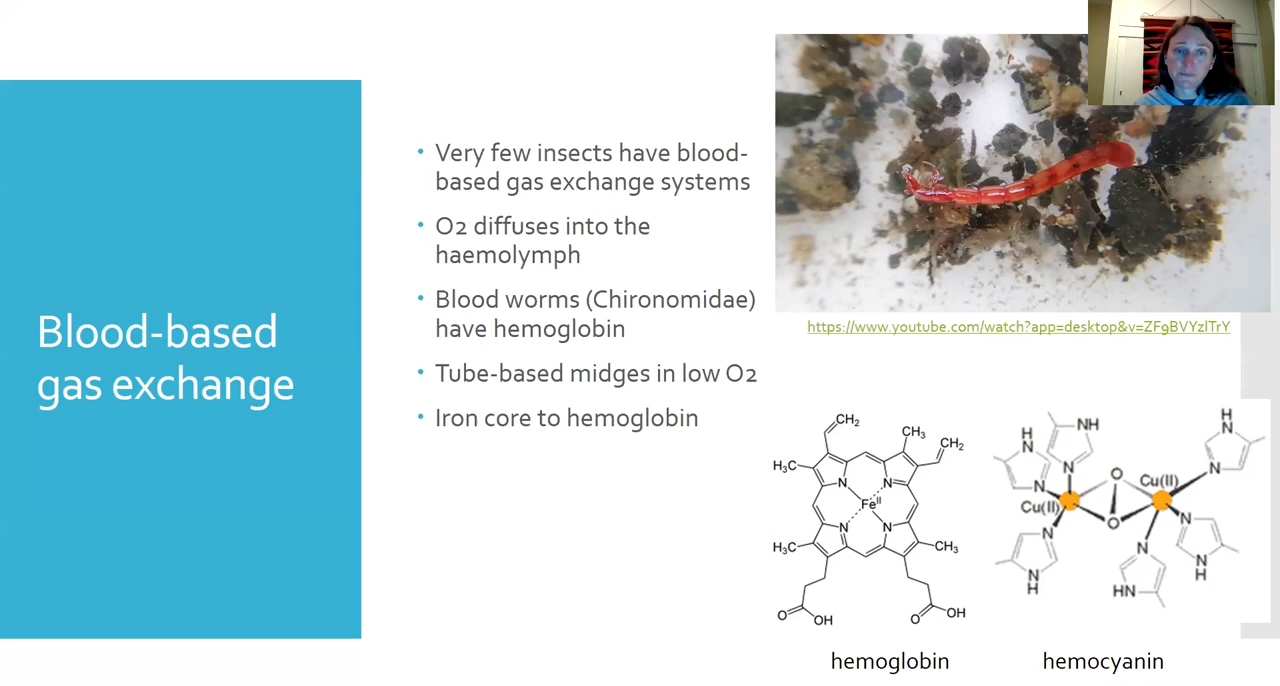 Blood-based
gas exchange
• Very few insects have blood-
based gas exchange systems
• O2 diffuses into the
haemolymph
• Blood worms (Chironomidae)
have hemoglobin
• Tube-based midges in low O2
• Iron core to hemoglobin
https://www.youtube.com/watch?app=desktop&v=ZFgBVYzlTrY
CH₂
CH₃
CH₂
H₃C
N
N
Fe^II
N
N
H₃C
CH₃
O
OH
O
OH
hemoglobin
H
N
NH
N
N
Cu(II)
O
O
Cu(II)
H
N
N
N
N
H
N
N
HN
N
H
hemocyanin